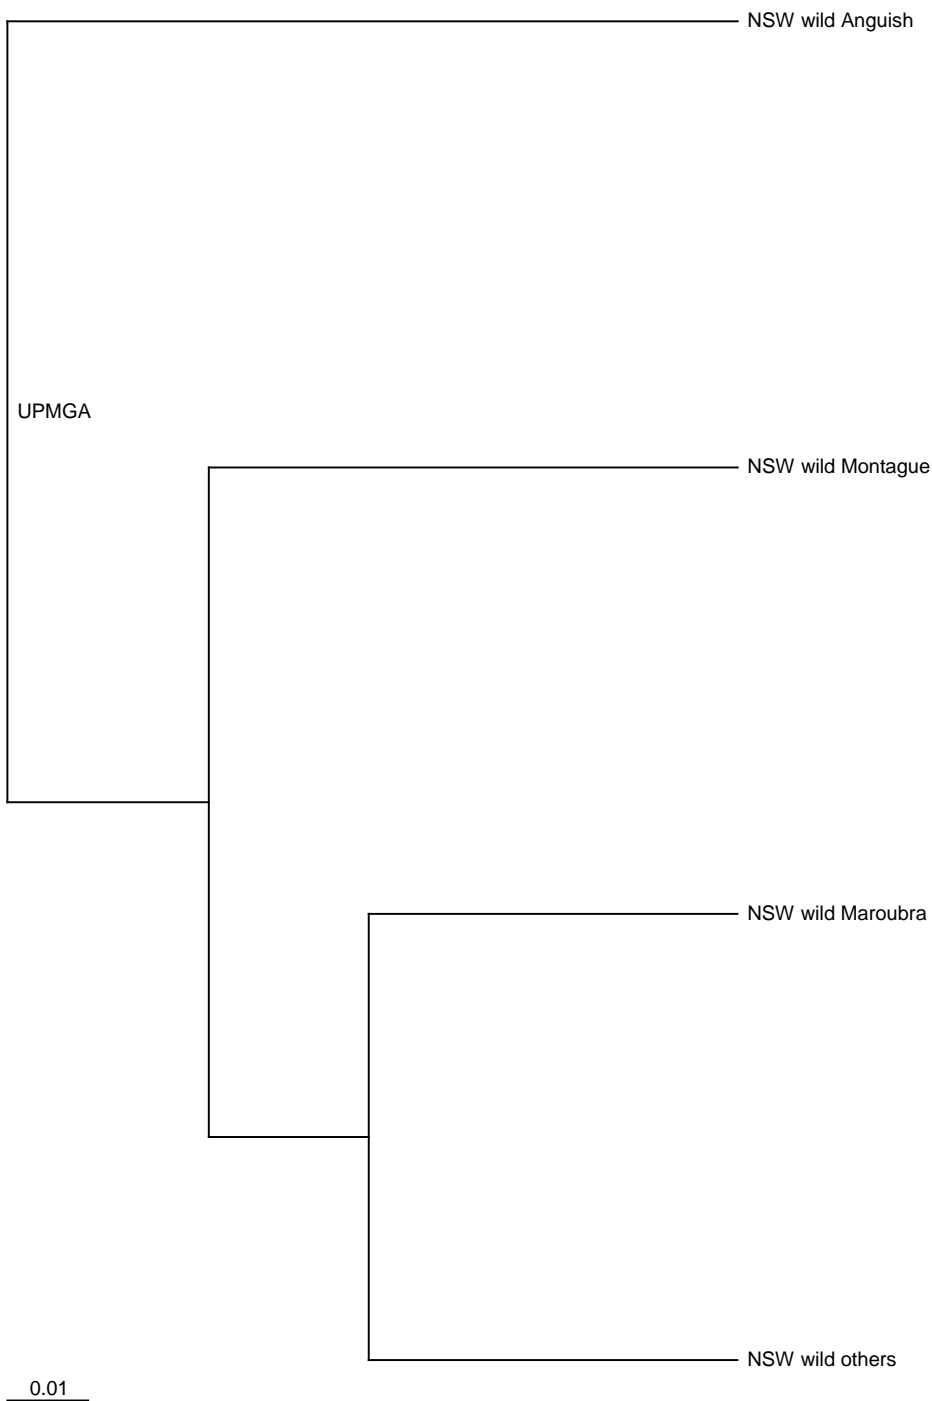 NSW wild Anguish
UPMGA
NSW wild Montague
NSW wild Maroubra
NSW wild others
0.01